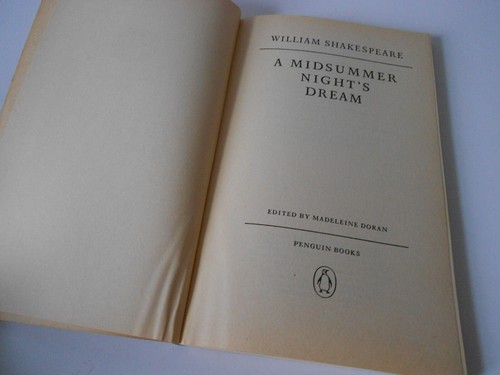 WILLIAM SHAKESPEARE
A MIDSUMMER
NIGHT'S
DREAM
EDITED BY MADELEINE DORAN
PENGUIN BOOKS